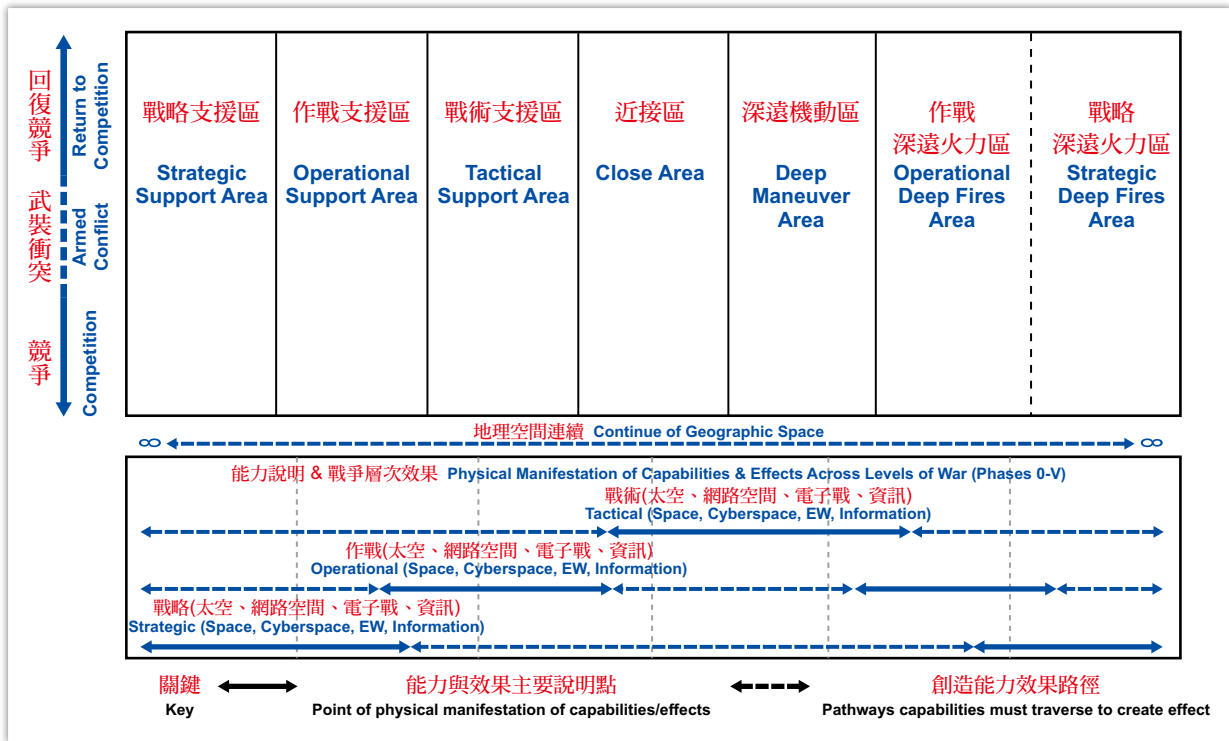 回復競爭
Return to
Competition
武裝衝突
Armed
Conflict
競爭
Competition
戰略支援區
Strategic
Support Area
作戰支援區
Operational
Support Area
戰術支援區
Tactical
Support Area
近接區
Close Area
深遠機動區
Deep
Maneuver
Area
作戰
深遠火力區
Operational
Deep Fires
Area
戰略
深遠火力區
Strategic
Deep Fires
Area
∞ 地理空間連續 Continue of Geographic Space ∞
能力說明 & 戰爭層次效果 Physical Manifestation of Capabilities & Effects Across Levels of War (Phases 0-V)
戰術(太空、網路空間、電子戰、資訊)
Tactical (Space, Cyberspace, EW, Information)
作戰(太空、網路空間、電子戰、資訊)
Operational (Space, Cyberspace, EW, Information)
戰略(太空、網路空間、電子戰、資訊)
Strategic (Space, Cyberspace, EW, Information)
關鍵
Key
能力與效果主要說明點
Point of physical manifestation of capabilities/effects
創造能力效果路徑
Pathways capabilities must traverse to create effect